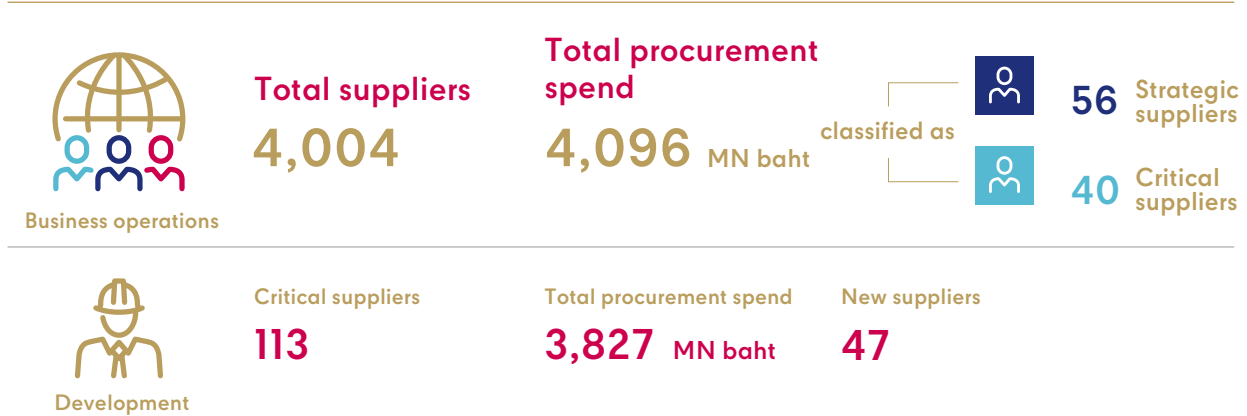 Total suppliers
4,004
Total procurement
spend
4,096 MN baht
classified as
56 Strategic
suppliers
40 Critical
suppliers
Business operations
Critical suppliers
113
Total procurement spend
3,827 MN baht
New suppliers
47
Development